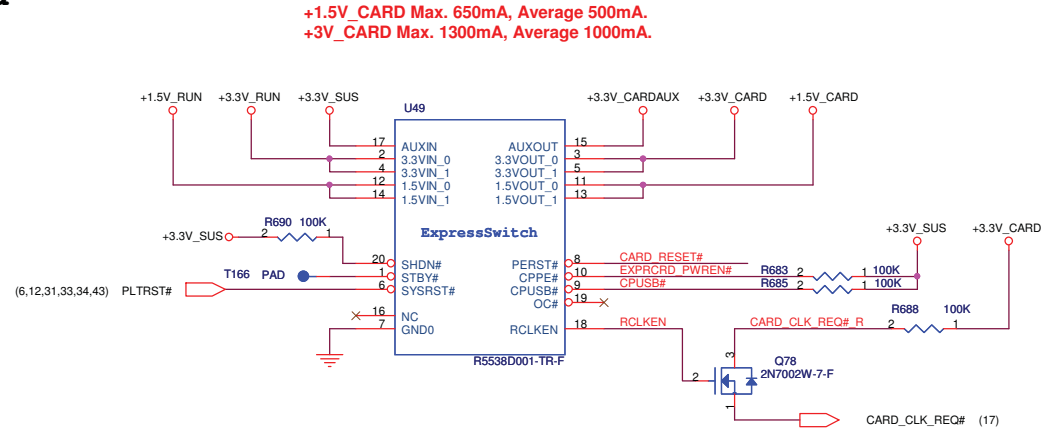 +1.5V_CARD Max. 650mA, Average 500mA.
+3V_CARD Max. 1300mA, Average 1000mA.
+1.5V_RUN +3.3V_RUN +3.3V_SUS
U49
+3.3V_CARDAUX +3.3V_CARD +1.5V_CARD
17 AUXIN AUXOUT 15
2 3.3VIN_0 3.3VOUT_0 3
4 3.3VIN_1 3.3VOUT_1 5
12 1.5VIN_0 1.5VOUT_0 11
14 1.5VIN_1 1.5VOUT_1 13
R690 100K
+3.3V_SUS 2 1
ExpressSwitch
+3.3V_SUS +3.3V_CARD
20 SHDN# PERST# 8 CARD_RESET#
T166 PAD 1 STBY# CPPE# 10 EXPRCRD_PWREN# R683 2 1 100K
(6,12,31,33,34,43) PLTRST# 6 SYSRST# CPUSB# 9 CPUSB# R685 2 1 100K
OC# 19
16 NC
7 GND0 RCLKEN 18 RCLKEN
R688 100K
CARD_CLK_REQ#_R 2 1
R5538D001-TR-F
3
Q78
2N7002W-7-F
2
1
CARD_CLK_REQ# (17)